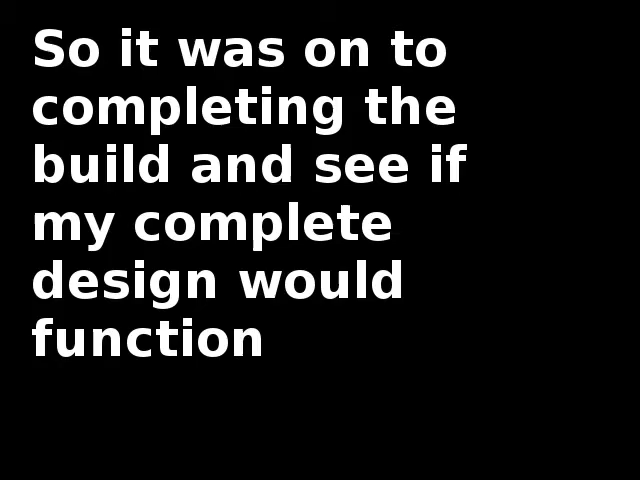 So it was on to
completing the
build and see if
my complete
design would
function